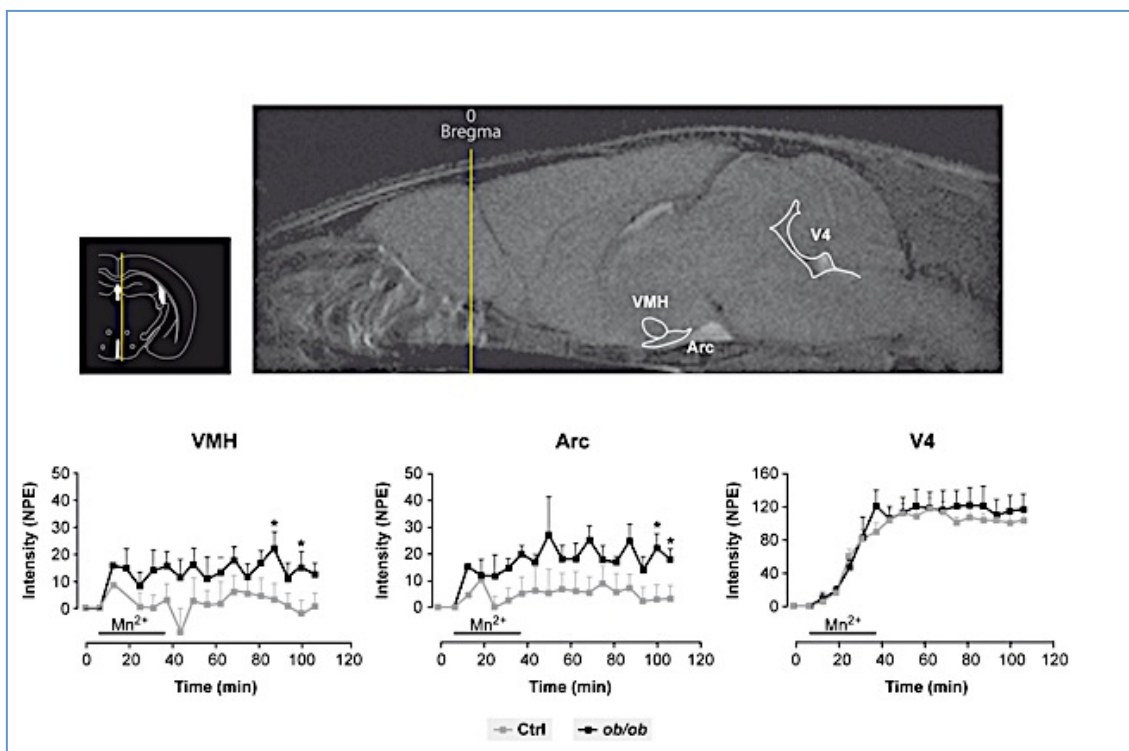 0
Bregma
V4
VMH
Arc
VMH
Arc
V4
Intensity (NPE)
50
40
30
20
10
0
*
*
Mn2+
0 20 40 60 80 100 120
Time (min)
Intensity (NPE)
50
40
30
20
10
0
*
*
Mn2+
0 20 40 60 80 100 120
Time (min)
Intensity (NPE)
160
120
80
40
0
Mn2+
0 20 40 60 80 100 120
Time (min)
Ctrl ob/ob